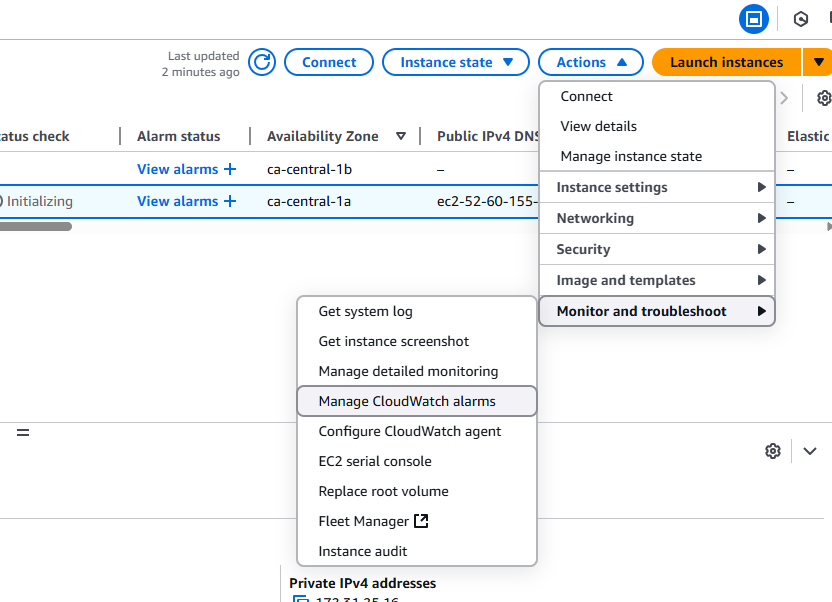 Last updated
2 minutes ago
Connect
Instance state
Actions
Launch instances
Connect
View details
Manage instance state
Instance settings
Networking
Security
Image and templates
Monitor and troubleshoot
Get system log
Get instance screenshot
Manage detailed monitoring
Manage CloudWatch alarms
Configure CloudWatch agent
EC2 serial console
Replace root volume
Fleet Manager
Instance audit
atus check
Alarm status
Availability Zone
Public IPv4 DNS
Elastic
View alarms +
ca-central-1b
–
–
Initializing
View alarms +
ca-central-1a
ec2-52-60-155-
–
Private IPv4 addresses